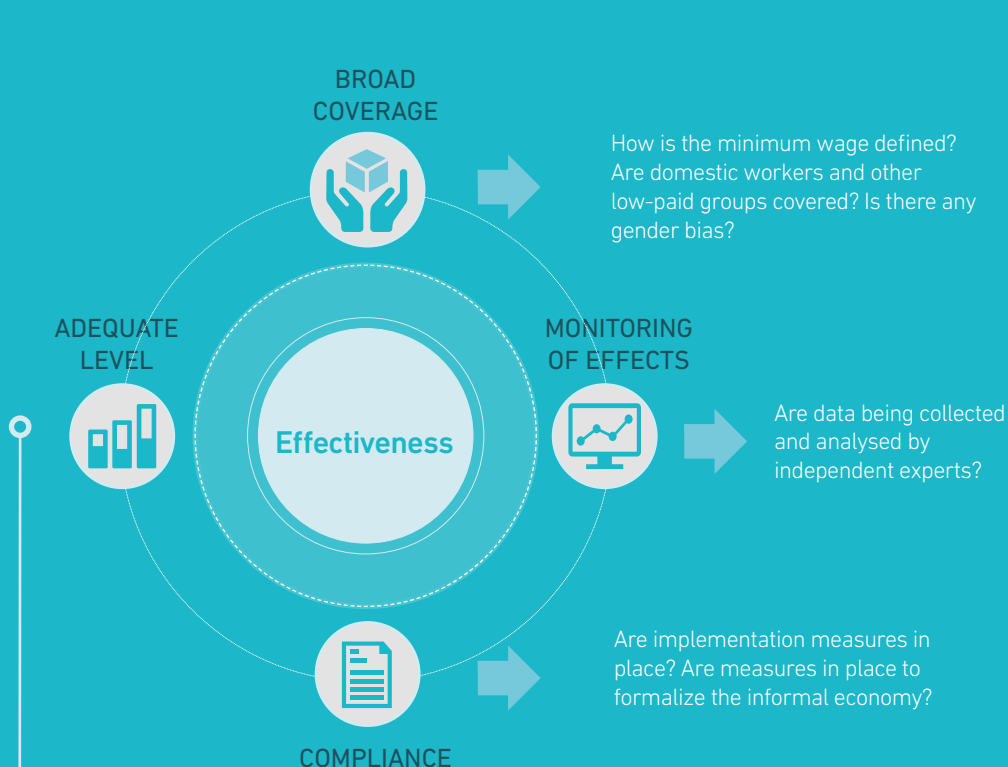 BROAD
COVERAGE
How is the minimum wage defined?
Are domestic workers and other
low-paid groups covered? Is there any
gender bias?
ADEQUATE
LEVEL
MONITORING
OF EFFECTS
Effectiveness
Are data being collected
and analysed by
independent experts?
Are implementation measures in
place? Are measures in place to
formalize the informal economy?
COMPLIANCE